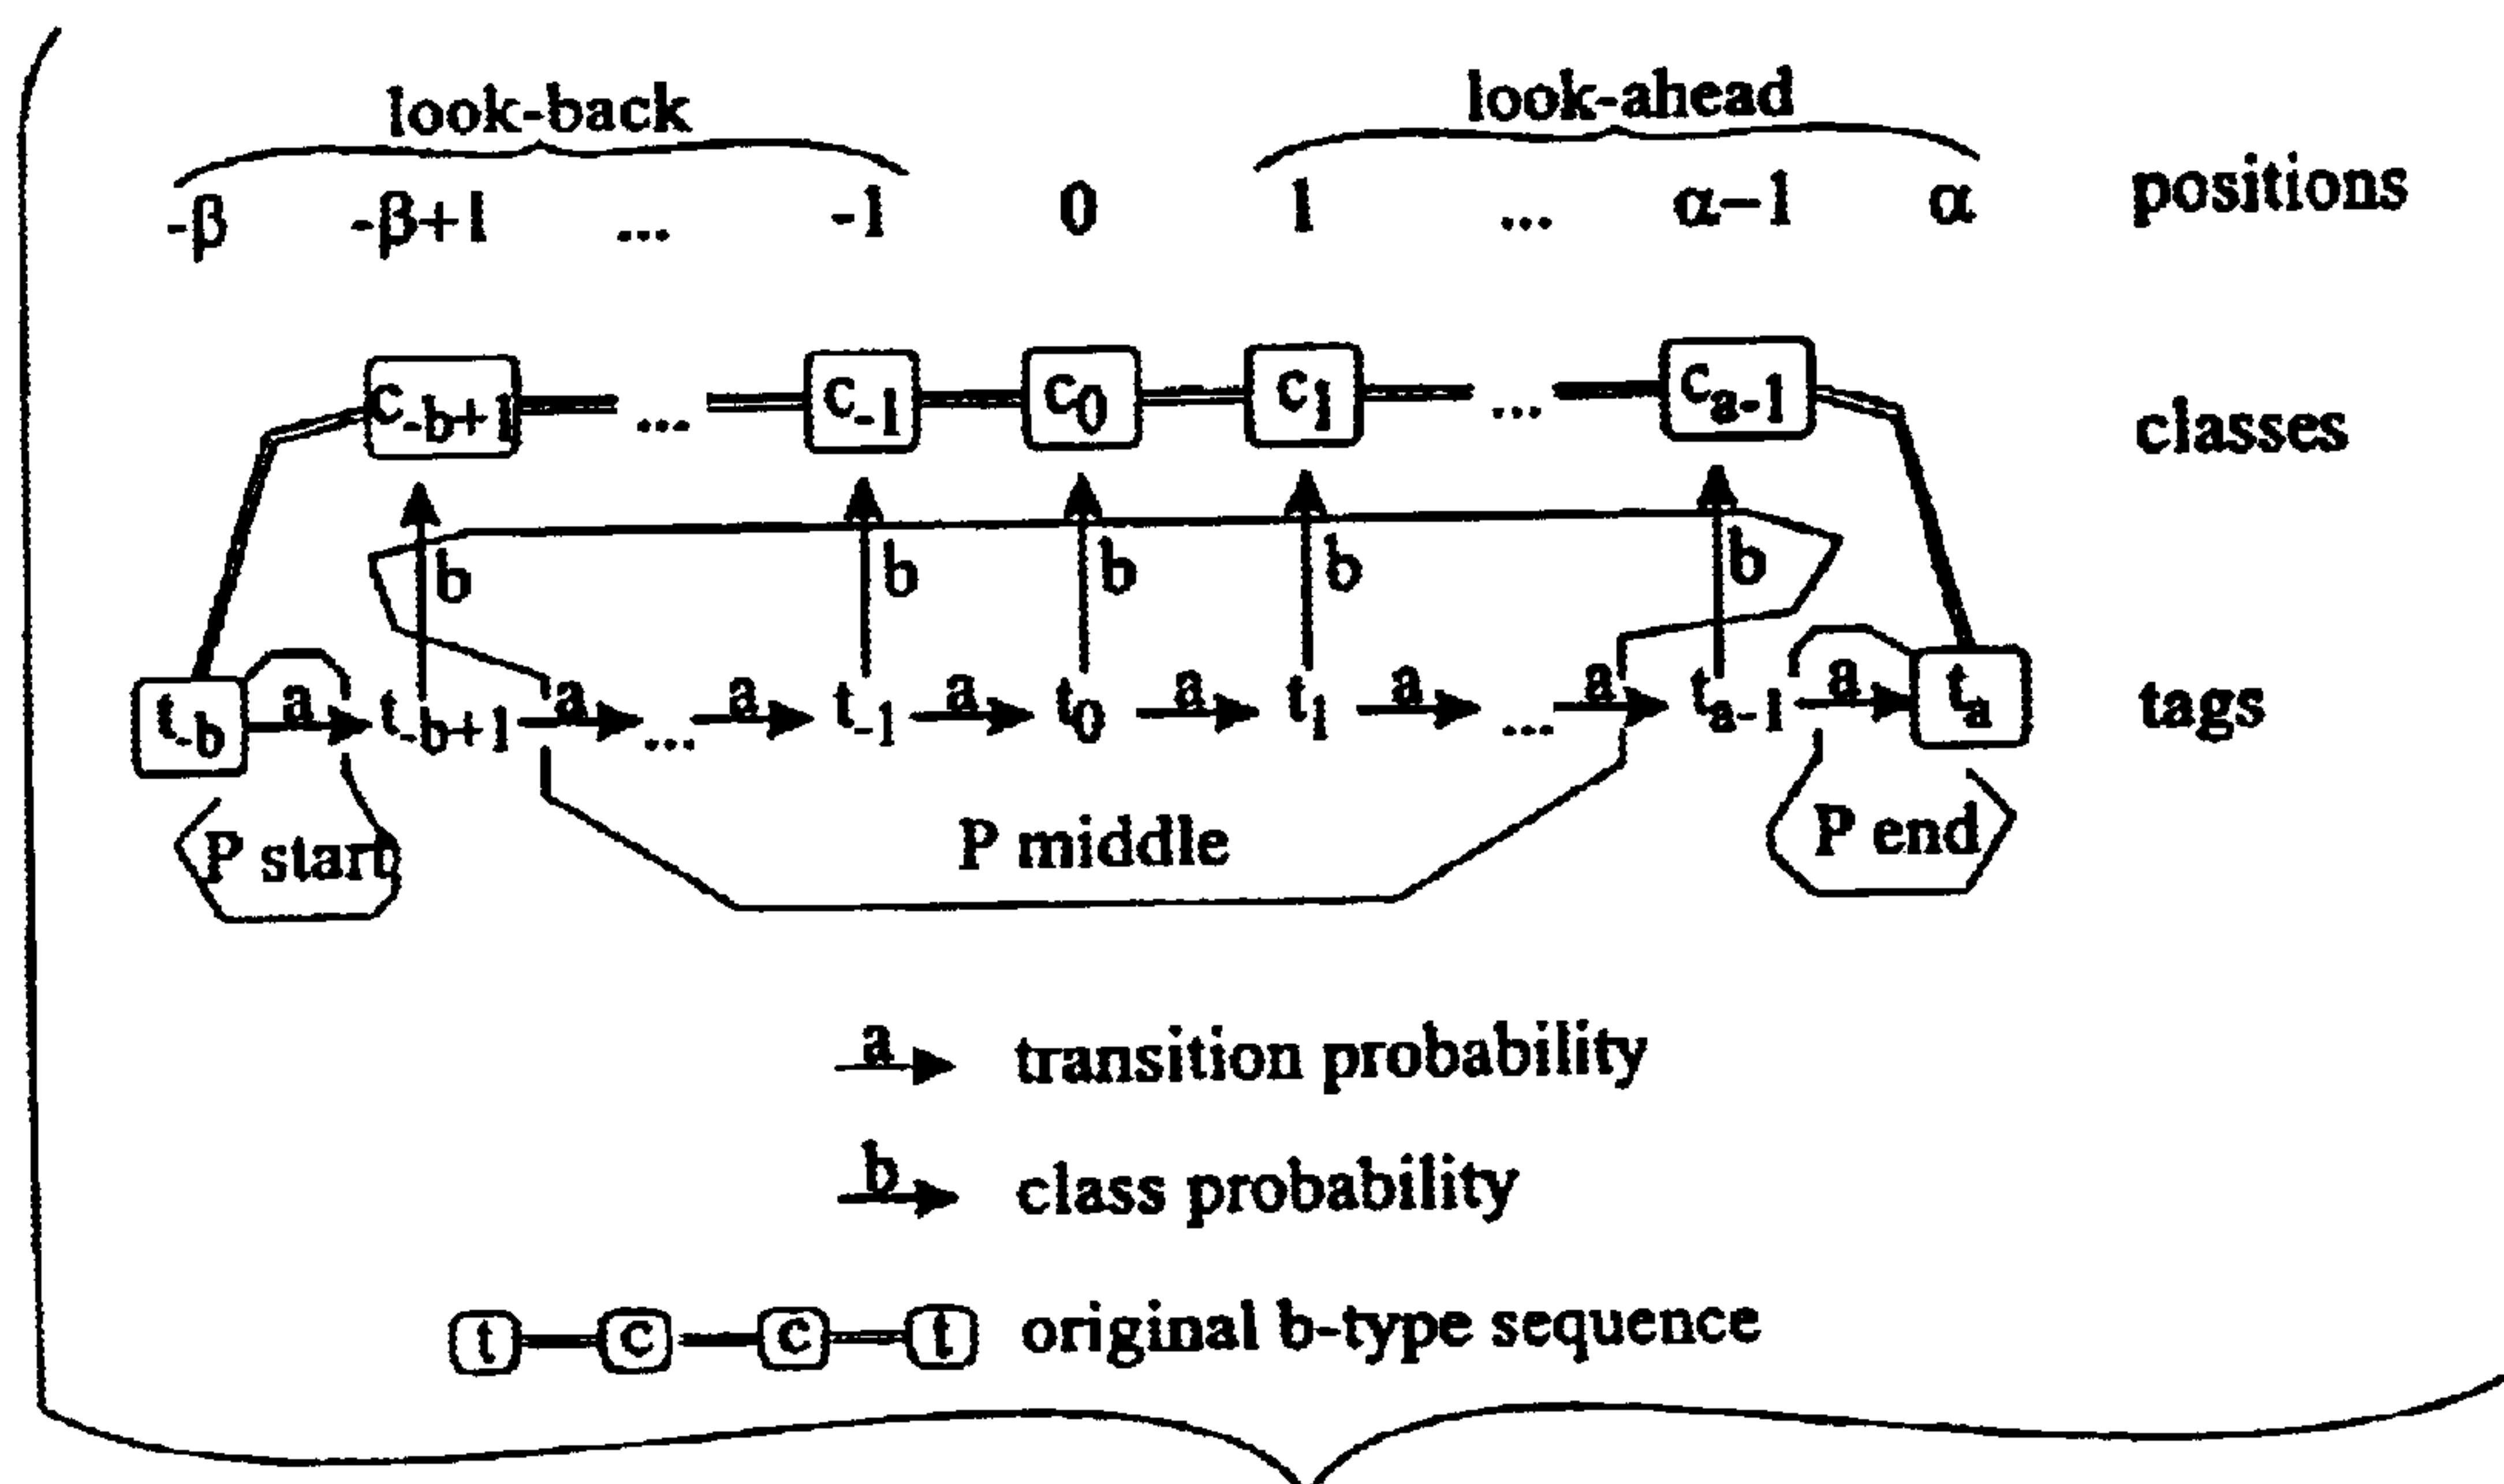 look-back look-ahead
-β -β+1 ... -1 0 1 ... α−1 α positions
c-b+1 ... c-1 c0 c1 ... ca-1 classes
b b b b b
t-b a t-b+1 a ... a t-1 a t0 a t1 a ... a ta-1 a ta tags
P start P middle P end
a transition probability
b class probability
t c c t original b-type sequence